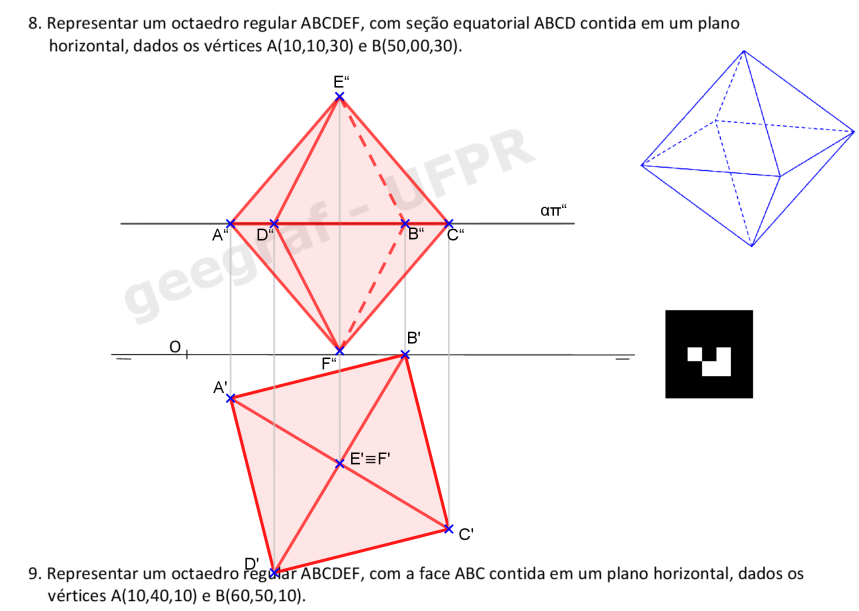 8. Representar um octaedro regular ABCDEF, com seção equatorial ABCD contida em um plano
horizontal, dados os vértices A(10,10,30) e B(50,00,30).
E“
απ“
A“ D“ B“ C“
geegraf - UFPR
O
B'
F“
A'
E'≡F'
C'
D'
9. Representar um octaedro regular ABCDEF, com a face ABC contida em um plano horizontal, dados os
vértices A(10,40,10) e B(60,50,10).